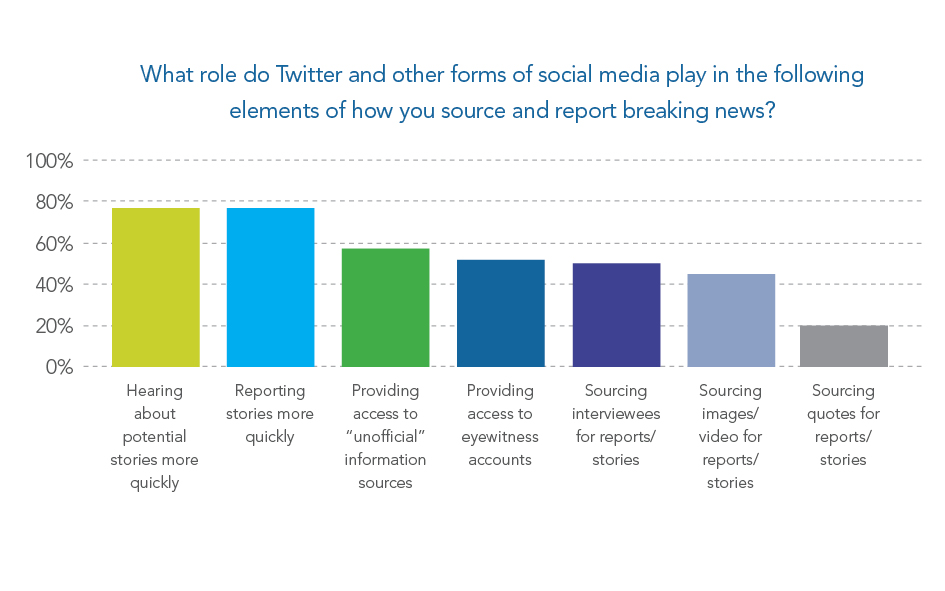 What role do Twitter and other forms of social media play in the following
elements of how you source and report breaking news?
100%
80%
60%
40%
20%
0%
Hearing
about
potential
stories more
quickly
Reporting
stories more
quickly
Providing
access to
“unofficial”
information
sources
Providing
access to
eyewitness
accounts
Sourcing
interviewees
for reports/
stories
Sourcing
images/
video for
reports/
stories
Sourcing
quotes for
reports/
stories